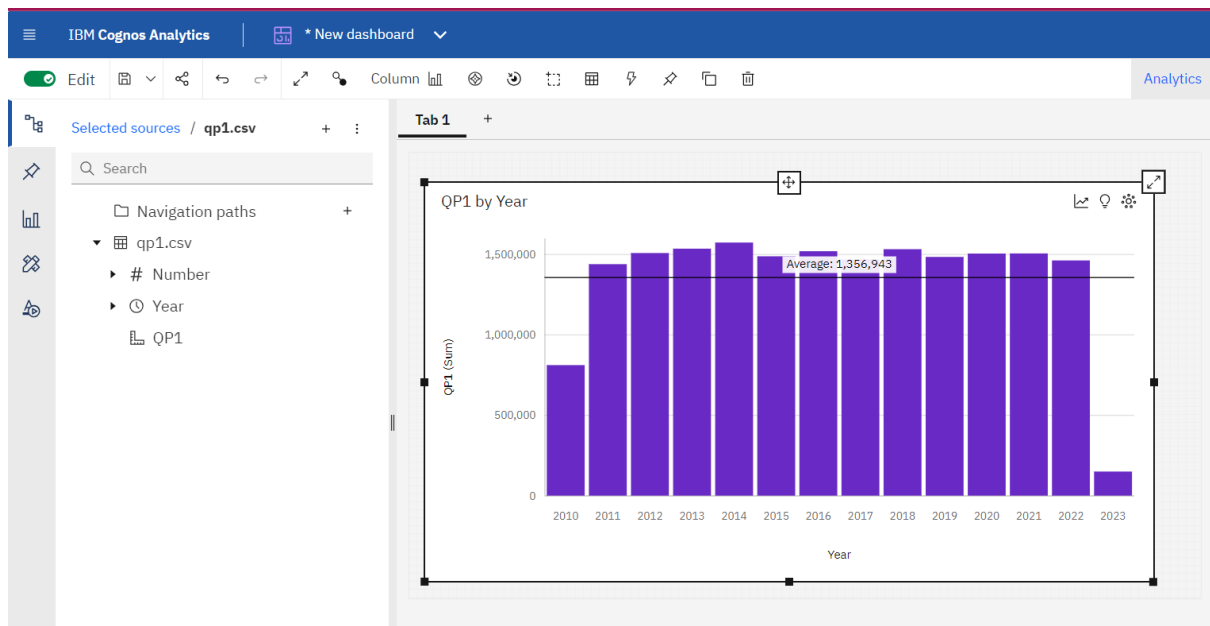 IBM Cognos Analytics
* New dashboard
Edit
Column
Analytics
Selected sources / qp1.csv
Search
Navigation paths
qp1.csv
# Number
Year
QP1
Tab 1
QP1 by Year
1,500,000
1,000,000
500,000
0
QP1 (Sum)
Average: 1,356,943
2010 2011 2012 2013 2014 2015 2016 2017 2018 2019 2020 2021 2022 2023
Year